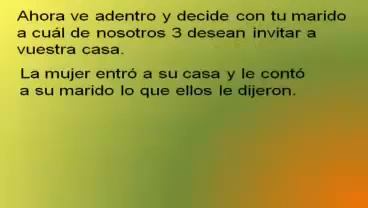 Ahora ve adentro y decide con tu marido
a cuál de nosotros 3 desean invitar a
vuestra casa.
La mujer entró a su casa y le contó
a su marido lo que ellos le dijeron.